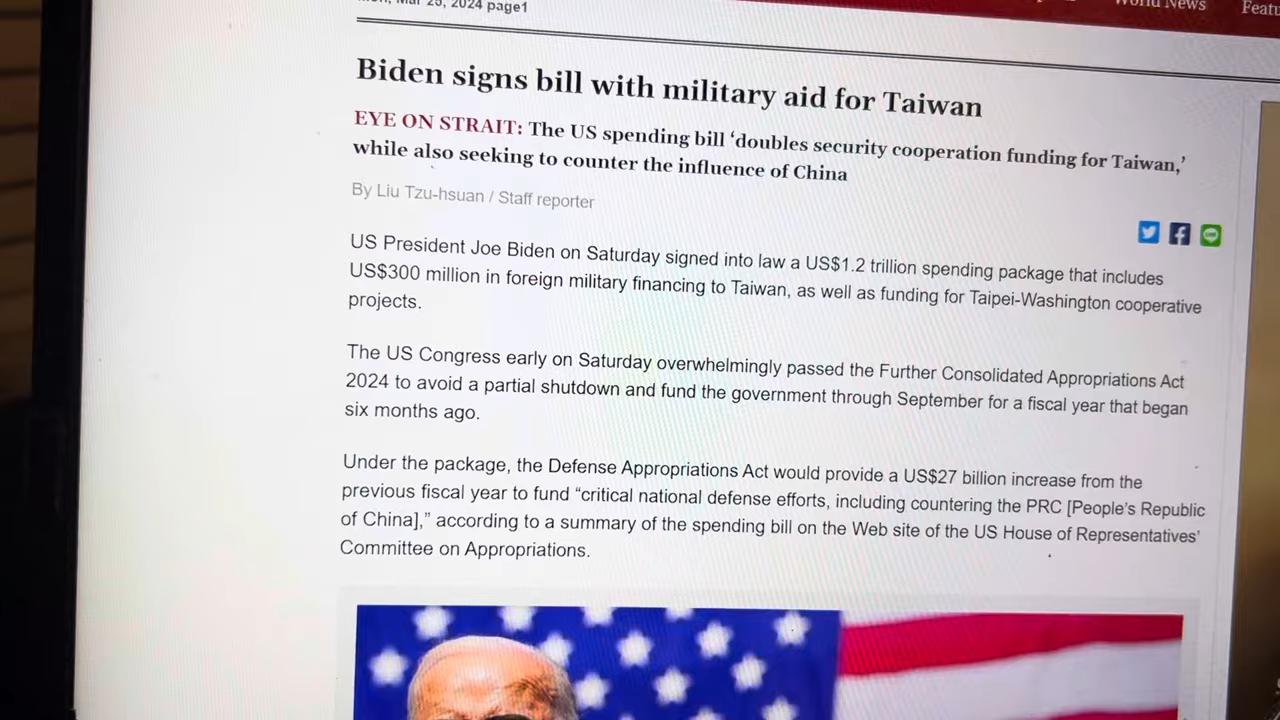 Mon, Mar 25, 2024 page1
World News
Biden signs bill with military aid for Taiwan
EYE ON STRAIT: The US spending bill ‘doubles security cooperation funding for Taiwan,’
while also seeking to counter the influence of China
By Liu Tzu-hsuan / Staff reporter
US President Joe Biden on Saturday signed into law a US$1.2 trillion spending package that includes
US$300 million in foreign military financing to Taiwan, as well as funding for Taipei-Washington cooperative
projects.
The US Congress early on Saturday overwhelmingly passed the Further Consolidated Appropriations Act
2024 to avoid a partial shutdown and fund the government through September for a fiscal year that began
six months ago.
Under the package, the Defense Appropriations Act would provide a US$27 billion increase from the
previous fiscal year to fund “critical national defense efforts, including countering the PRC [People’s Republic
of China],” according to a summary of the spending bill on the Web site of the US House of Representatives’
Committee on Appropriations.